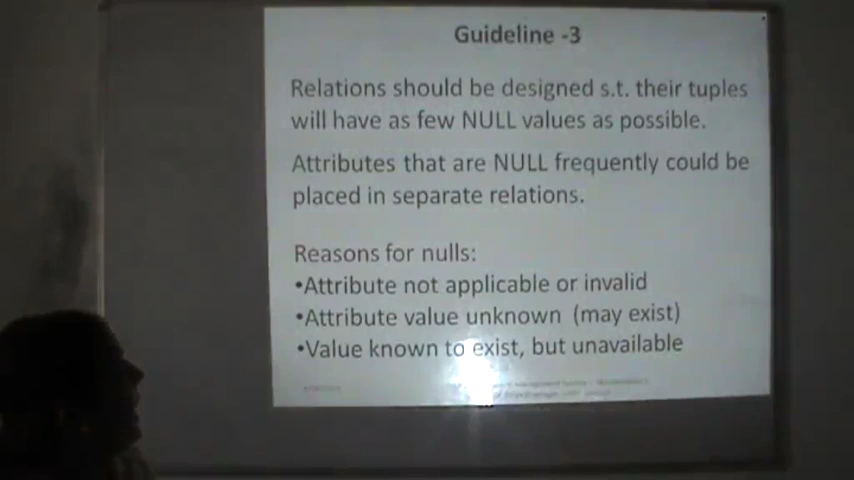 Guideline -3
Relations should be designed s.t. their tuples
will have as few NULL values as possible.
Attributes that are NULL frequently could be
placed in separate relations.
Reasons for nulls:
•Attribute not applicable or invalid
•Attribute value unknown (may exist)
•Value known to exist, but unavailable